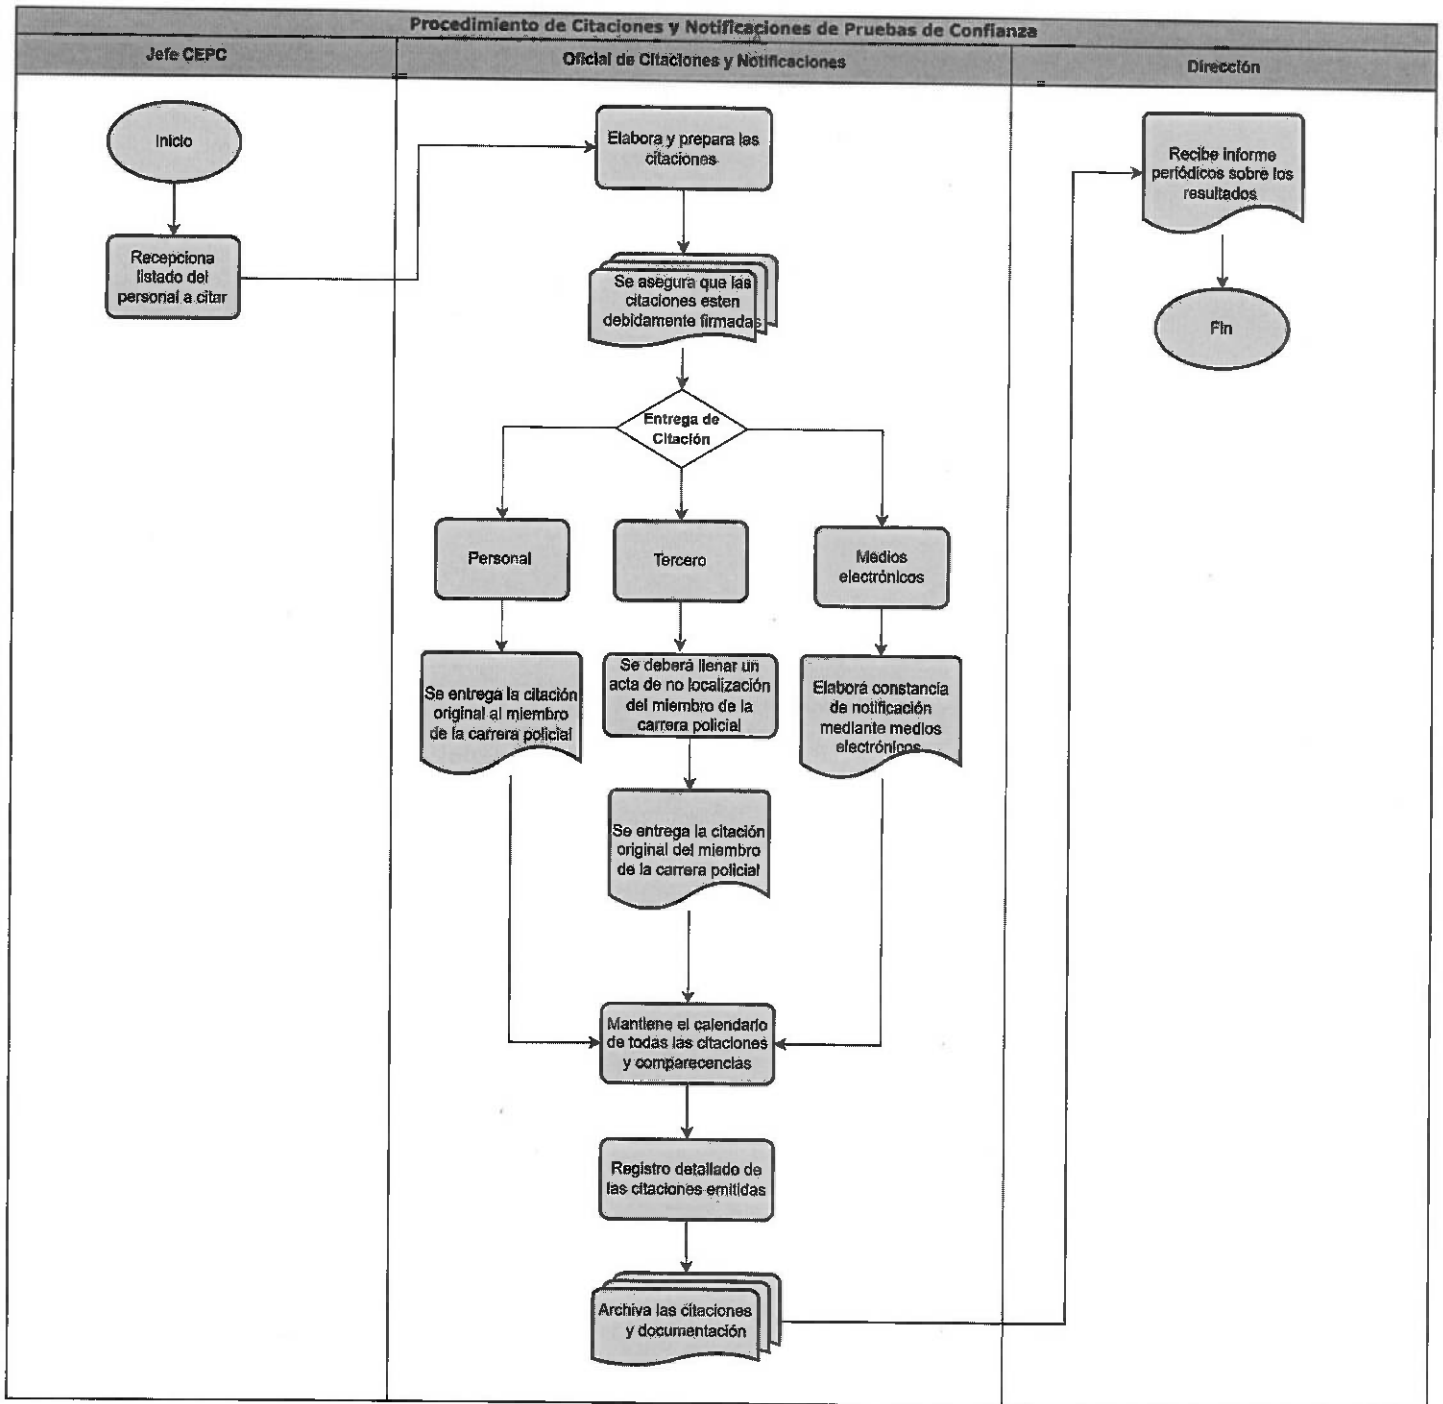 Procedimiento de Citaciones y Notificaciones de Pruebas de Confianza
Jefe CEPC
Oficial de Citaciones y Notificaciones
Dirección
Inicio
Recepciona
listado del
personal a citar
Elabora y prepara las
citaciones
Se asegura que las
citaciones esten
debidamente firmadas
Entrega de
Citación
Personal
Tercero
Medios
electrónicos
Se entrega la citación
original al miembro
de la carrera policial
Se deberá llenar un
acta de no localización
del miembro de la
carrera policial
Elaborá constancia
de notificación
mediante medios
electrónicos
Se entrega la citación
original del miembro
de la carrera policial
Mantiene el calendario
de todas las citaciones
y comparecencias
Registro detallado de
las citaciones emitidas
Archiva las citaciones
y documentación
Recibe informe
periódicos sobre los
resultados
Fin